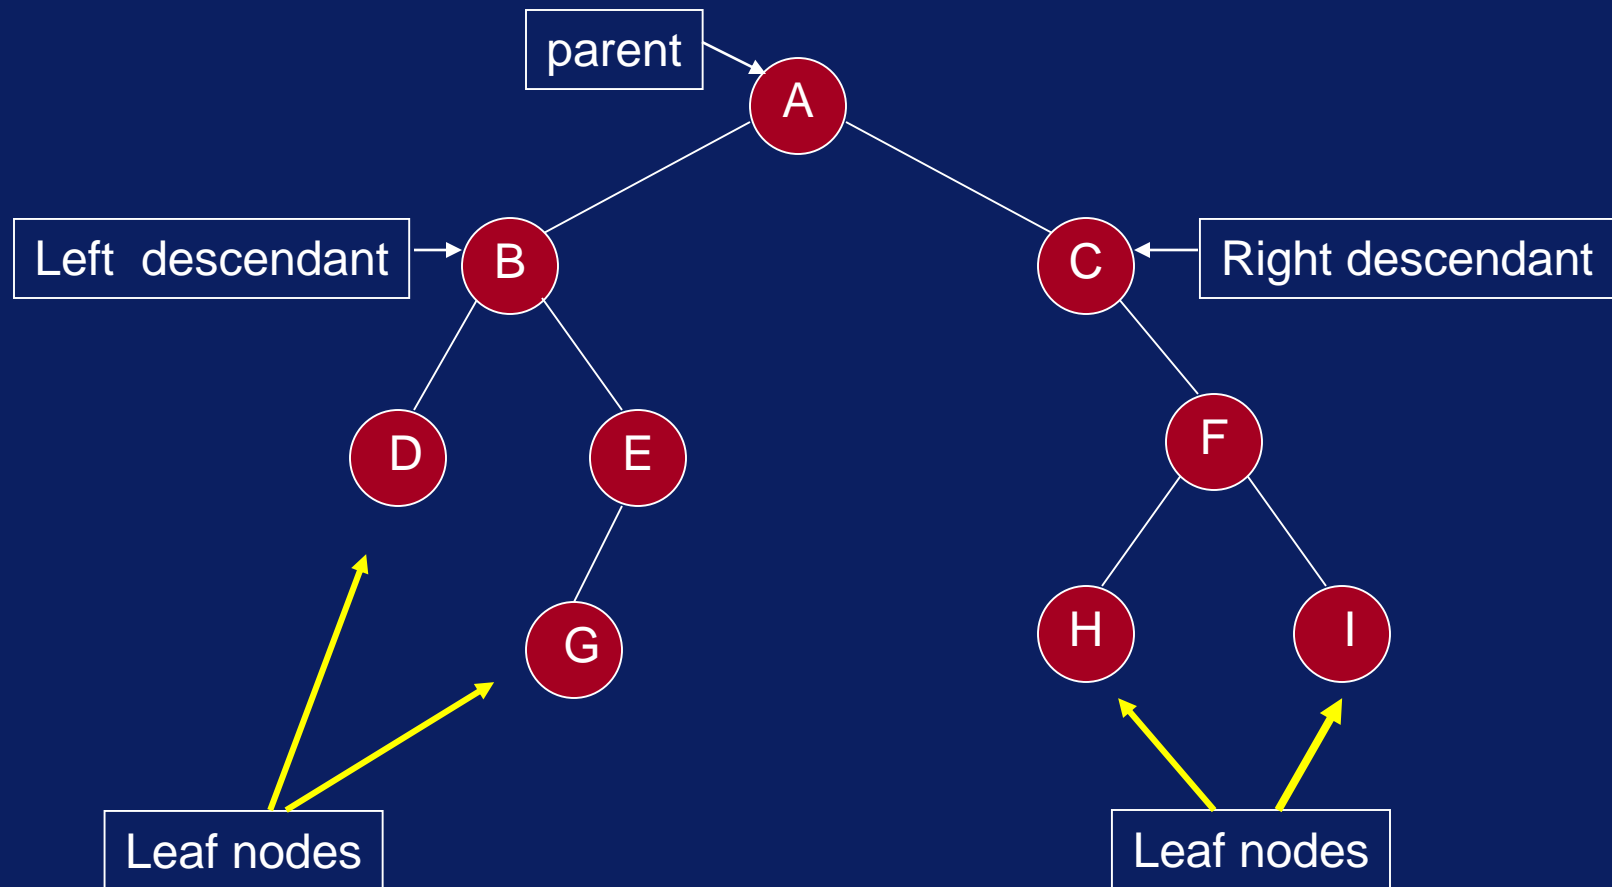 parent
A
Left  descendant
B
C
Right descendant
D
E
F
G
H
I
Leaf nodes
Leaf nodes